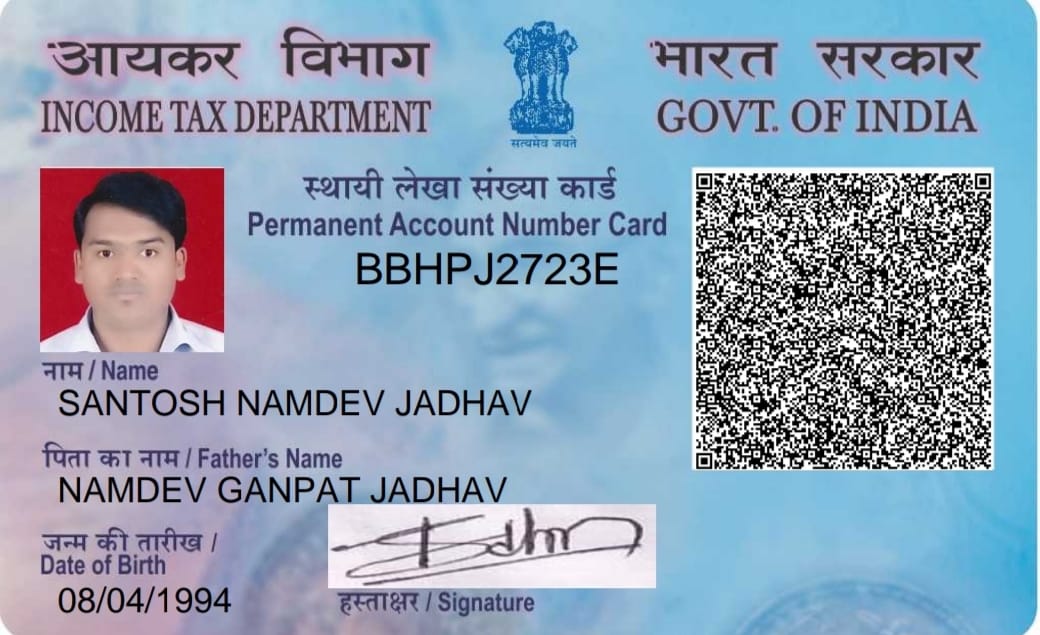 आयकर विभाग
INCOME TAX DEPARTMENT
सत्यमेव जयते
भारत सरकार
GOVT. OF INDIA
स्थायी लेखा संख्या कार्ड
Permanent Account Number Card
BBHPJ2723E
नाम / Name
SANTOSH NAMDEV JADHAV
पिता का नाम / Father's Name
NAMDEV GANPAT JADHAV
जन्म की तारीख /
Date of Birth
08/04/1994
हस्ताक्षर / Signature